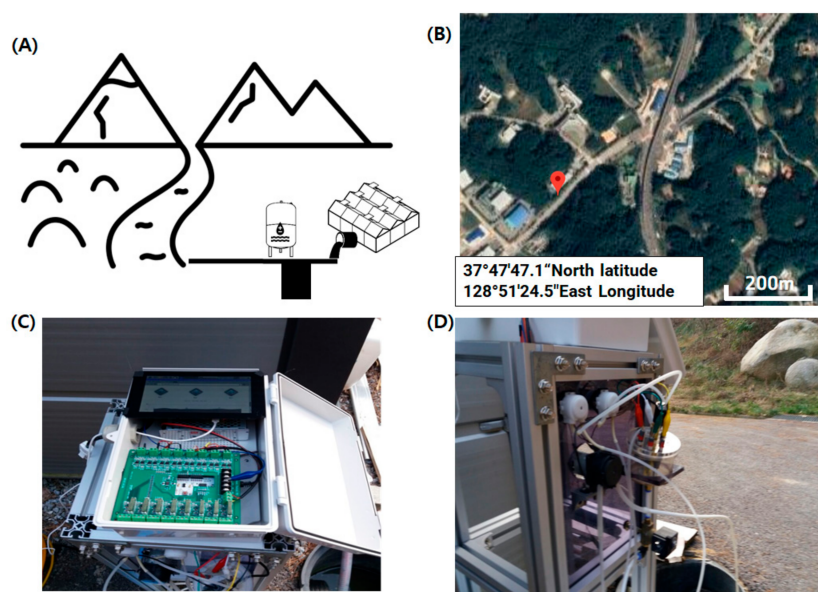 (A)
(B)
37°47'47.1“North latitude
128°51'24.5"East Longitude
200m
(C)
(D)